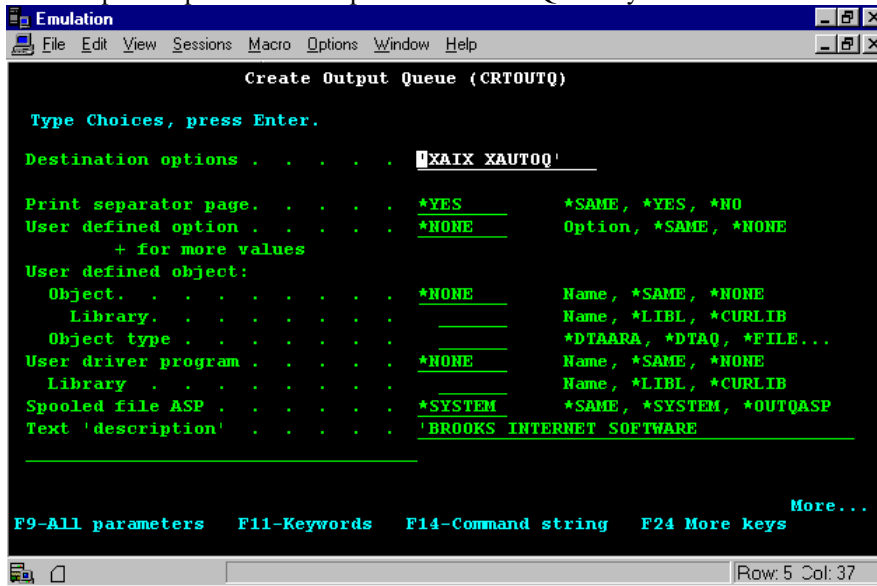 Emulation
File Edit View Sessions Macro Options Window Help
Create Output Queue (CRTOUTQ)
Type Choices, press Enter.
Destination options . . . . . 'XAIX XAUTOQ'
Print separator page. . . . . *YES *SAME, *YES, *NO
User defined option . . . . . *NONE Option, *SAME, *NONE
+ for more values
User defined object:
Object. . . . . . . . *NONE Name, *SAME, *NONE
Library. . . . . . . Name, *LIBL, *CURLIB
Object type . . . . . . *DTAARA, *DTAQ, *FILE...
User driver program . . . . . *NONE Name, *SAME, *NONE
Library . . . . . . . Name, *LIBL, *CURLIB
Spooled file ASP . . . . . . *SYSTEM *SAME, *SYSTEM, *OUTQASP
Text 'description' . . . . 'BROOKS INTERNET SOFTWARE
More...
F9-All parameters F11-Keywords F14-Command string F24 More keys
Row: 5 Col: 37